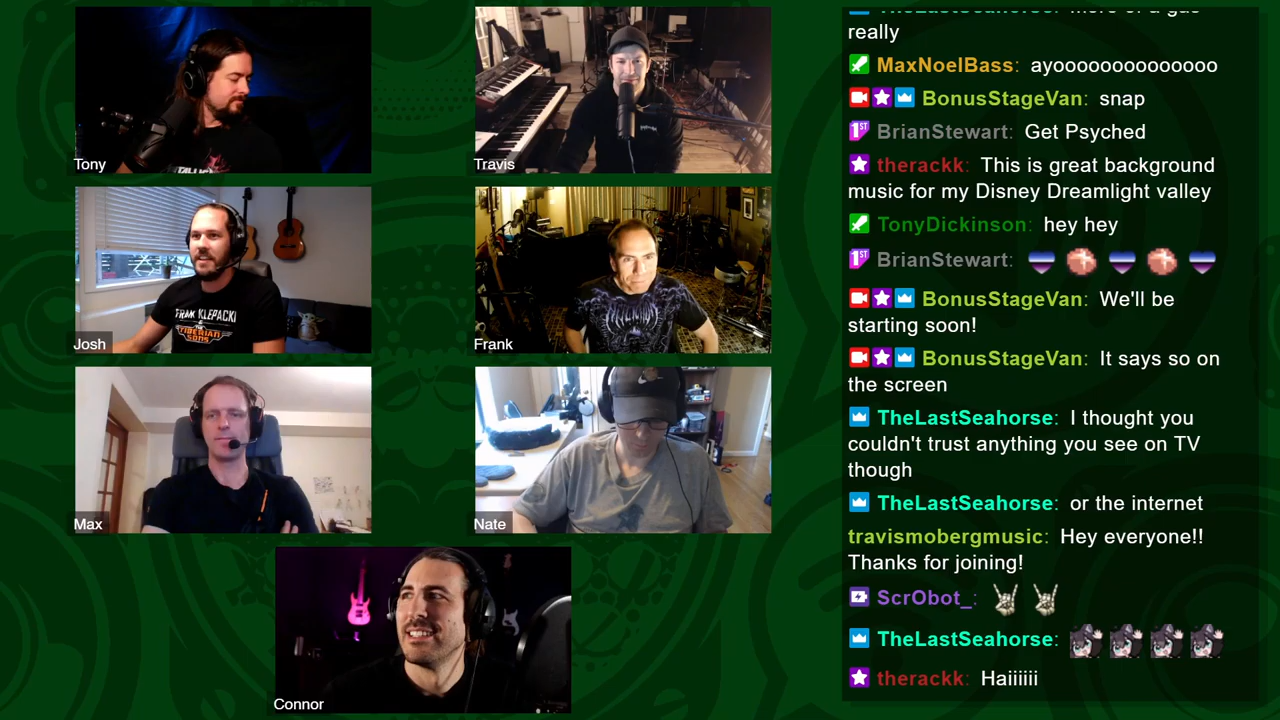 Tony
Travis
Josh
FRANK KLEPACKI
& THE
TIBERIAN
SONS
Frank
Max
Nate
Connor
really
MaxNoelBass: ayoooooooooooooo
BonusStageVan: snap
BrianStewart: Get Psyched
therackk: This is great background
music for my Disney Dreamlight valley
TonyDickinson: hey hey
BrianStewart:
BonusStageVan: We'll be
starting soon!
BonusStageVan: It says so on
the screen
TheLastSeahorse: I thought you
couldn't trust anything you see on TV
though
TheLastSeahorse: or the internet
travismobergmusic: Hey everyone!!
Thanks for joining!
ScrObot_:
TheLastSeahorse:
therackk: Haiiiiii